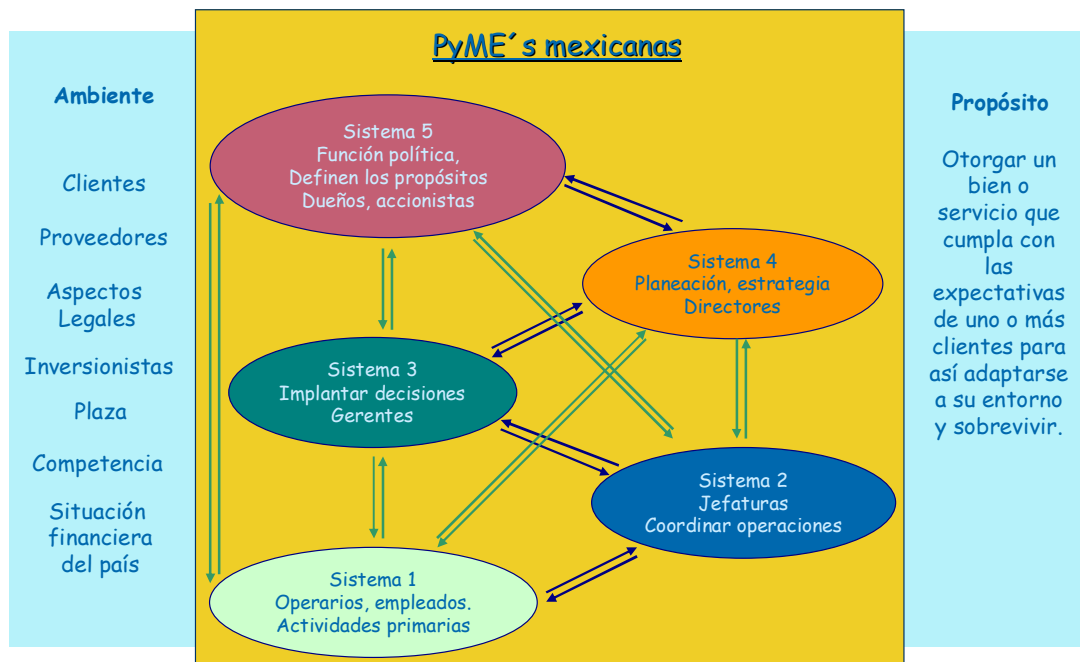 PyME´s mexicanas
Ambiente
Clientes
Proveedores
Aspectos
Legales
Inversionistas
Plaza
Competencia
Situación
financiera
del país
Sistema 5
Función política,
Definen los propósitos
Dueños, accionistas
Sistema 4
Planeación, estrategia
Directores
Sistema 3
Implantar decisiones
Gerentes
Sistema 2
Jefaturas
Coordinar operaciones
Sistema 1
Operarios, empleados.
Actividades primarias
Propósito
Otorgar un
bien o
servicio que
cumpla con
las
expectativas
de uno o más
clientes para
así adaptarse
a su entorno
y sobrevivir.